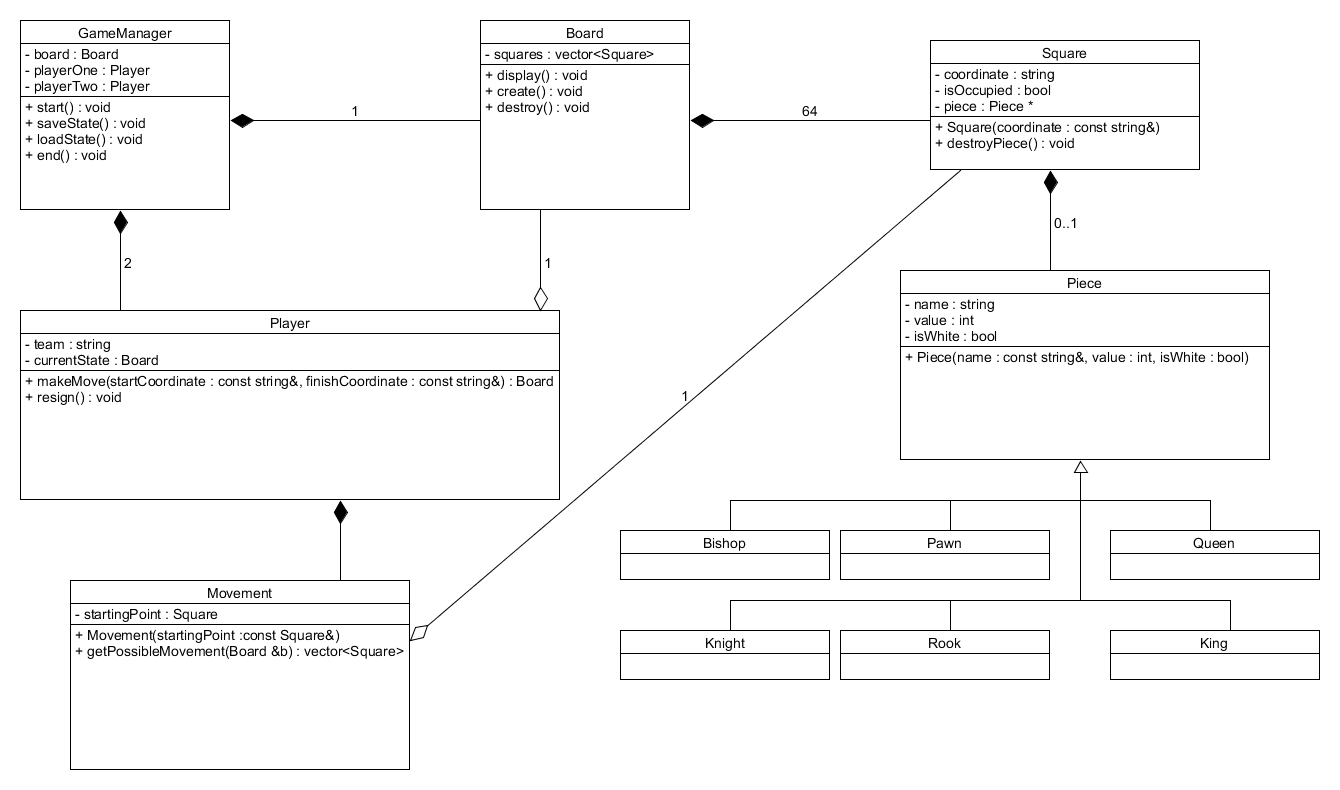 GameManager
- board : Board
- playerOne : Player
- playerTwo : Player
+ start() : void
+ saveState() : void
+ loadState() : void
+ end() : void
1
Board
- squares : vector<Square>
+ display() : void
+ create() : void
+ destroy() : void
64
Square
- coordinate : string
- isOccupied : bool
- piece : Piece *
+ Square(coordinate : const string&)
+ destroyPiece() : void
2
1
0..1
Player
- team : string
- currentState : Board
+ makeMove(startCoordinate : const string&, finishCoordinate : const string&) : Board
+ resign() : void
1
Piece
- name : string
- value : int
- isWhite : bool
+ Piece(name : const string&, value : int, isWhite : bool)
Movement
- startingPoint : Square
+ Movement(startingPoint :const Square&)
+ getPossibleMovement(Board &b) : vector<Square>
Bishop
Pawn
Queen
Knight
Rook
King